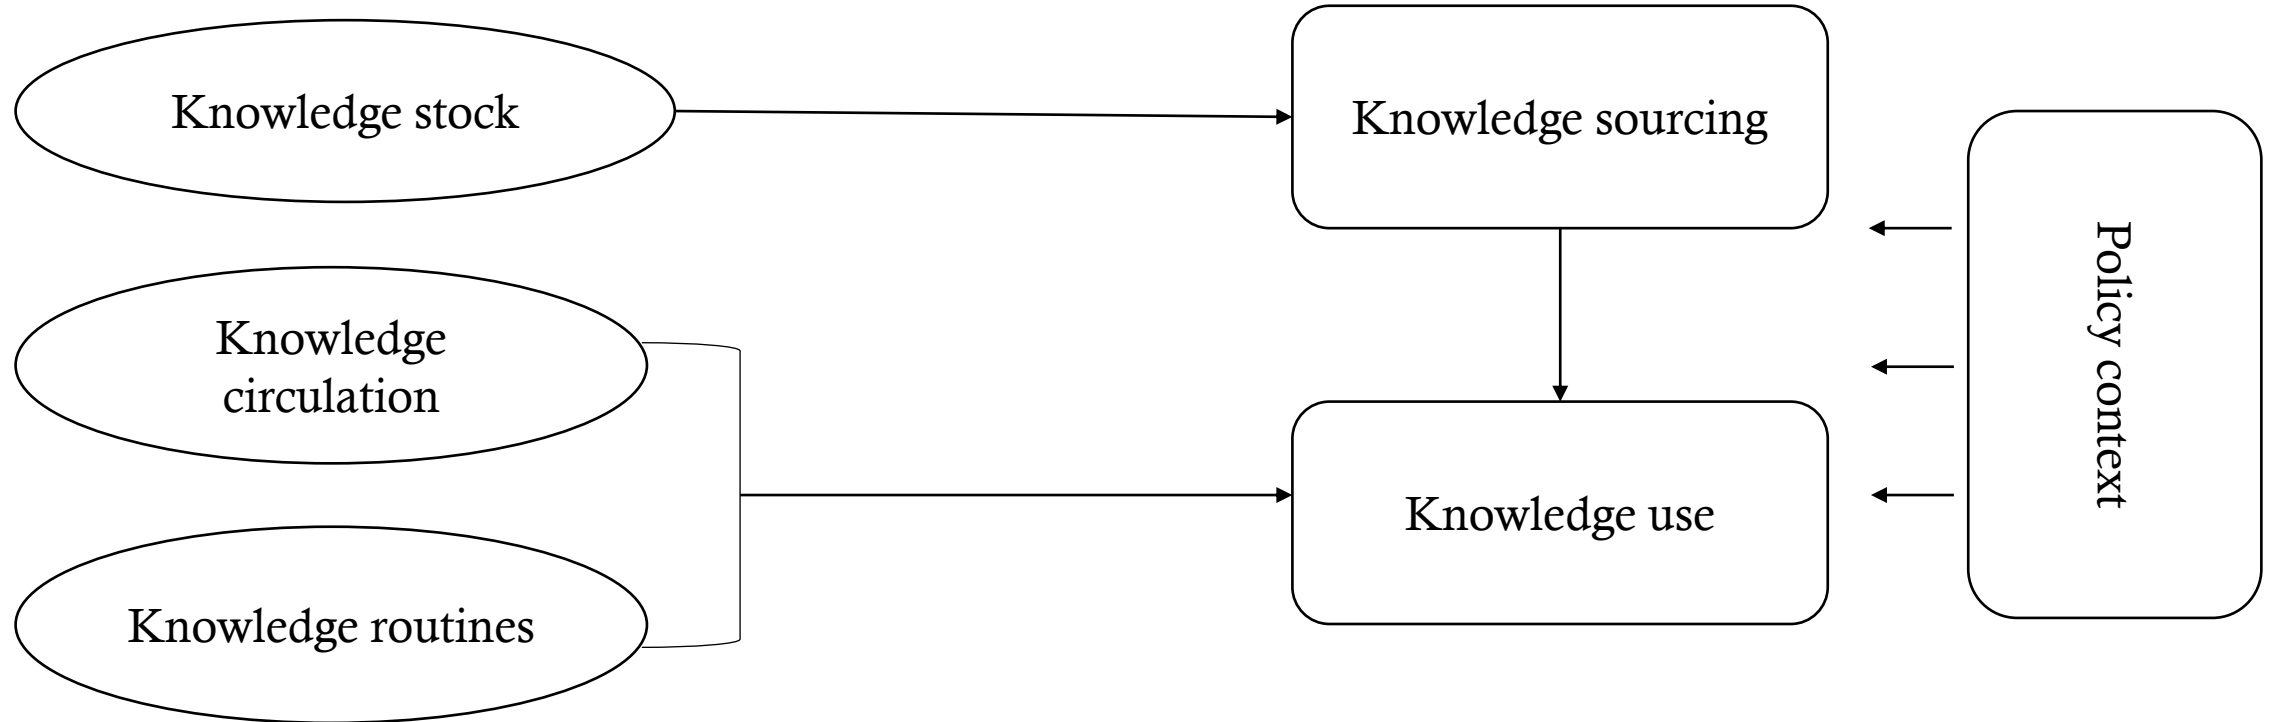 Knowledge stock
Knowledge sourcing
Knowledge
circulation
Policy context
Knowledge use
Knowledge routines